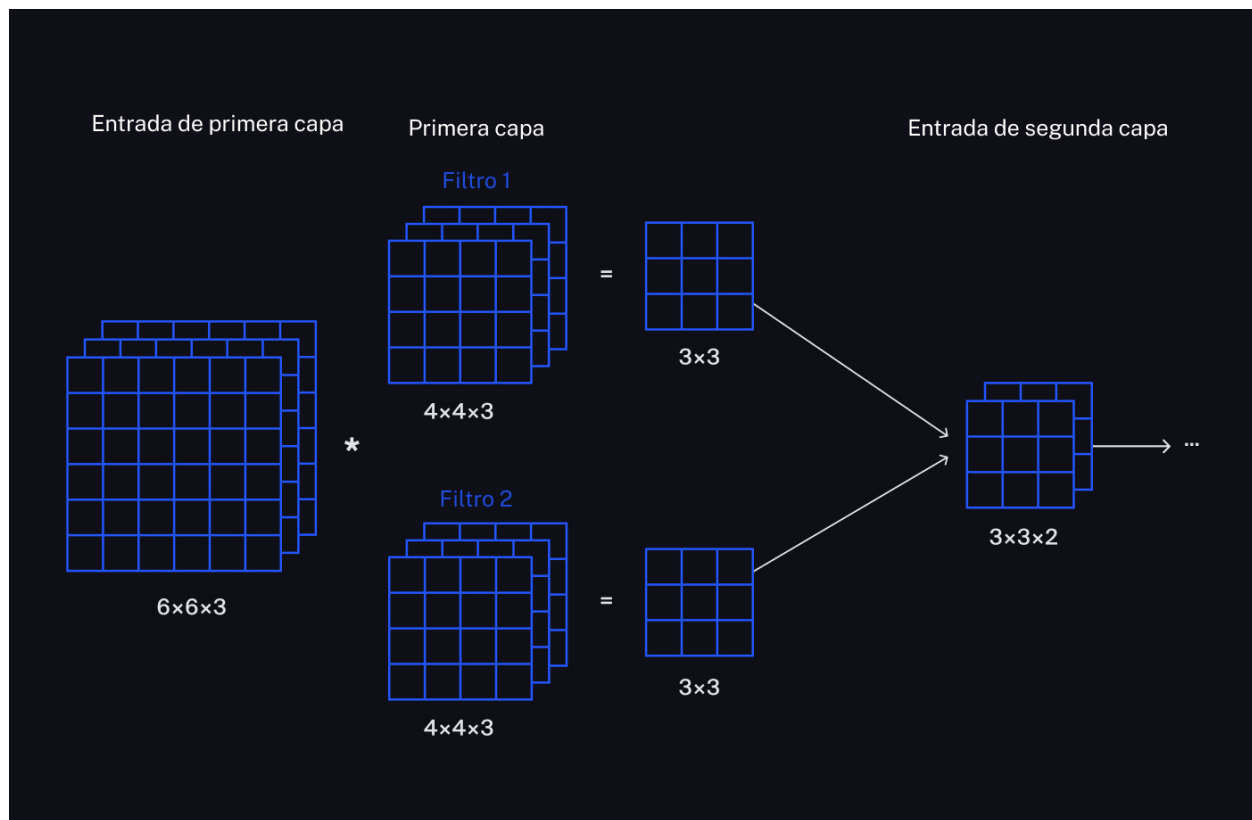 Entrada de primera capa
Primera capa
Entrada de segunda capa
Filtro 1
=
3×3
4×4×3
*
...
Filtro 2
3×3×2
6×6×3
=
3×3
4×4×3